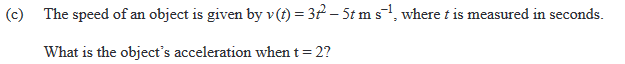 (c) The speed of an object is given by v(t) = 3t² – 5t m s⁻¹, where t is measured in seconds.
What is the object's acceleration when t = 2?